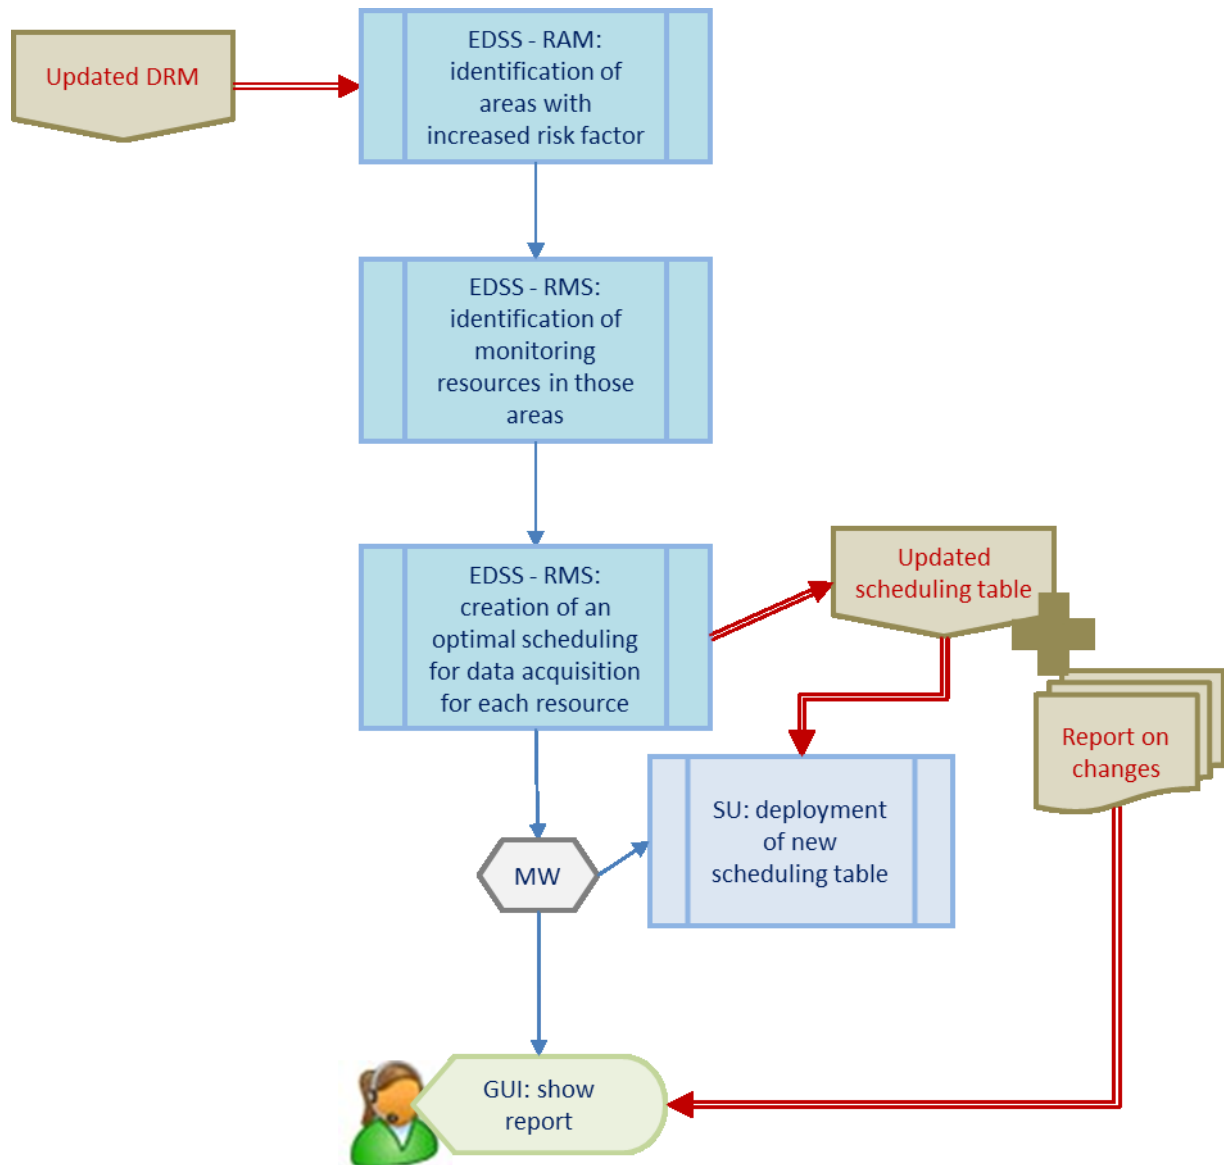 Updated DRM
EDSS - RAM:
identification of
areas with
increased risk factor
EDSS - RMS:
identification of
monitoring
resources in those
areas
EDSS - RMS:
creation of an
optimal scheduling
for data acquisition
for each resource
Updated
scheduling table
Report on
changes
SU: deployment
of new
scheduling table
MW
GUI: show
report